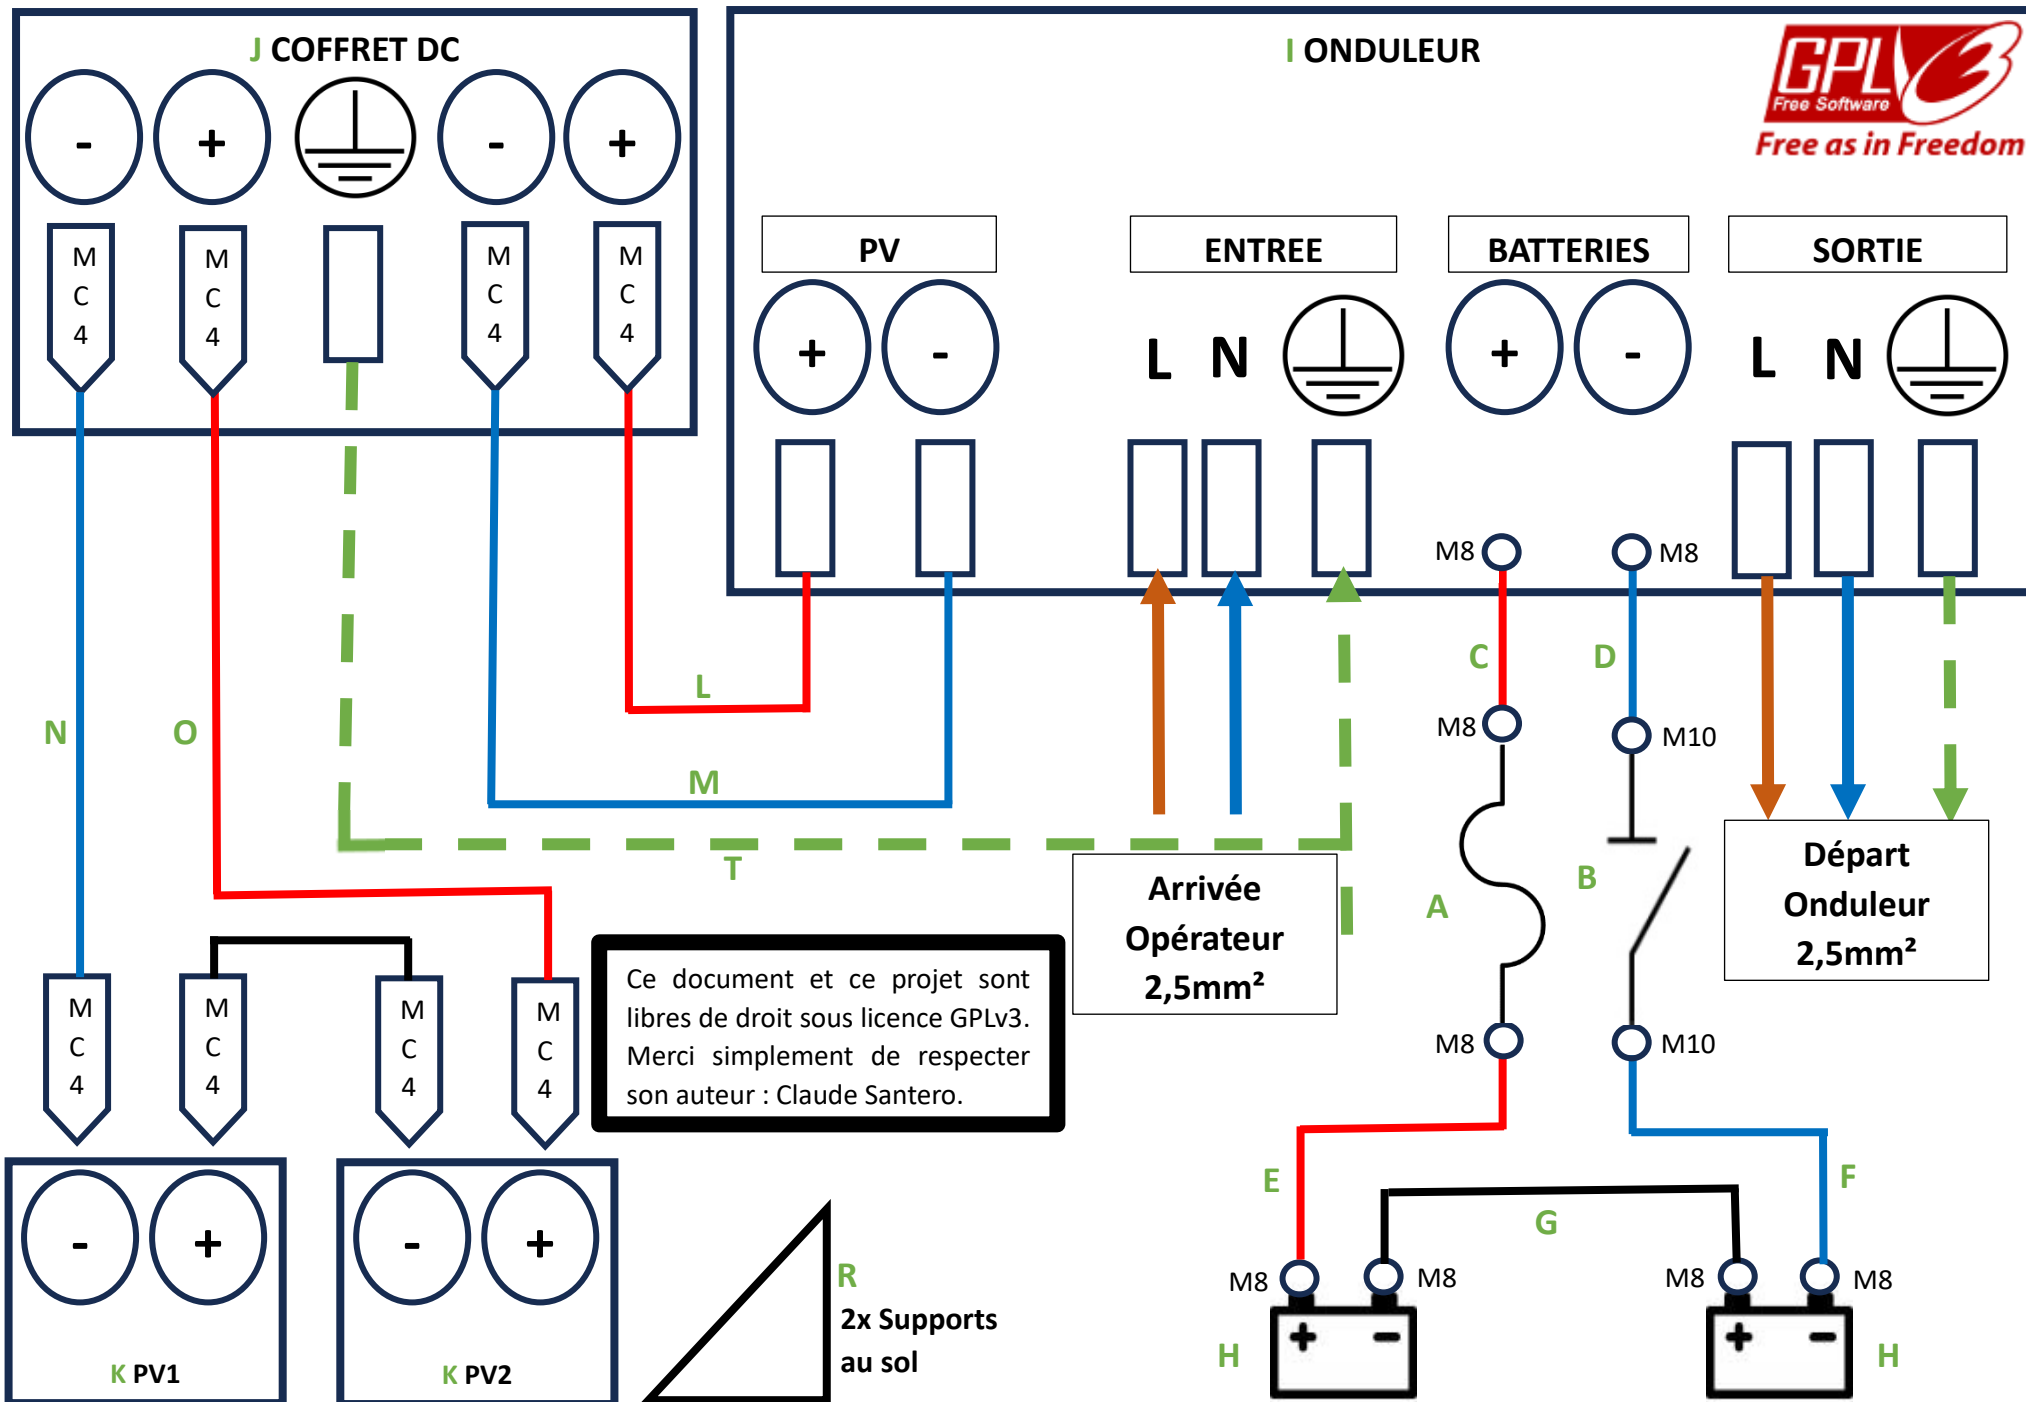 J COFFRET DC
- + - +
M
C
4
M
C
4
M
C
4
M
C
4
I ONDULEUR
GPLV3
Free Software
Free as in Freedom
PV
+ -
ENTREE
L N
BATTERIES
+ -
SORTIE
L N
M8
M8
C
D
M8
M10
N
O
L
M
T
A
B
M8
M10
Arrivée
Opérateur
2,5mm²
Départ
Onduleur
2,5mm²
Ce document et ce projet sont
libres de droit sous licence GPLv3.
Merci simplement de respecter
son auteur : Claude Santero.
M
C
4
M
C
4
M
C
4
M
C
4
- +
K PV1
- +
K PV2
R
2x Supports
au sol
E
F
G
M8
M8
M8
M8
H
+ -
+ -
H